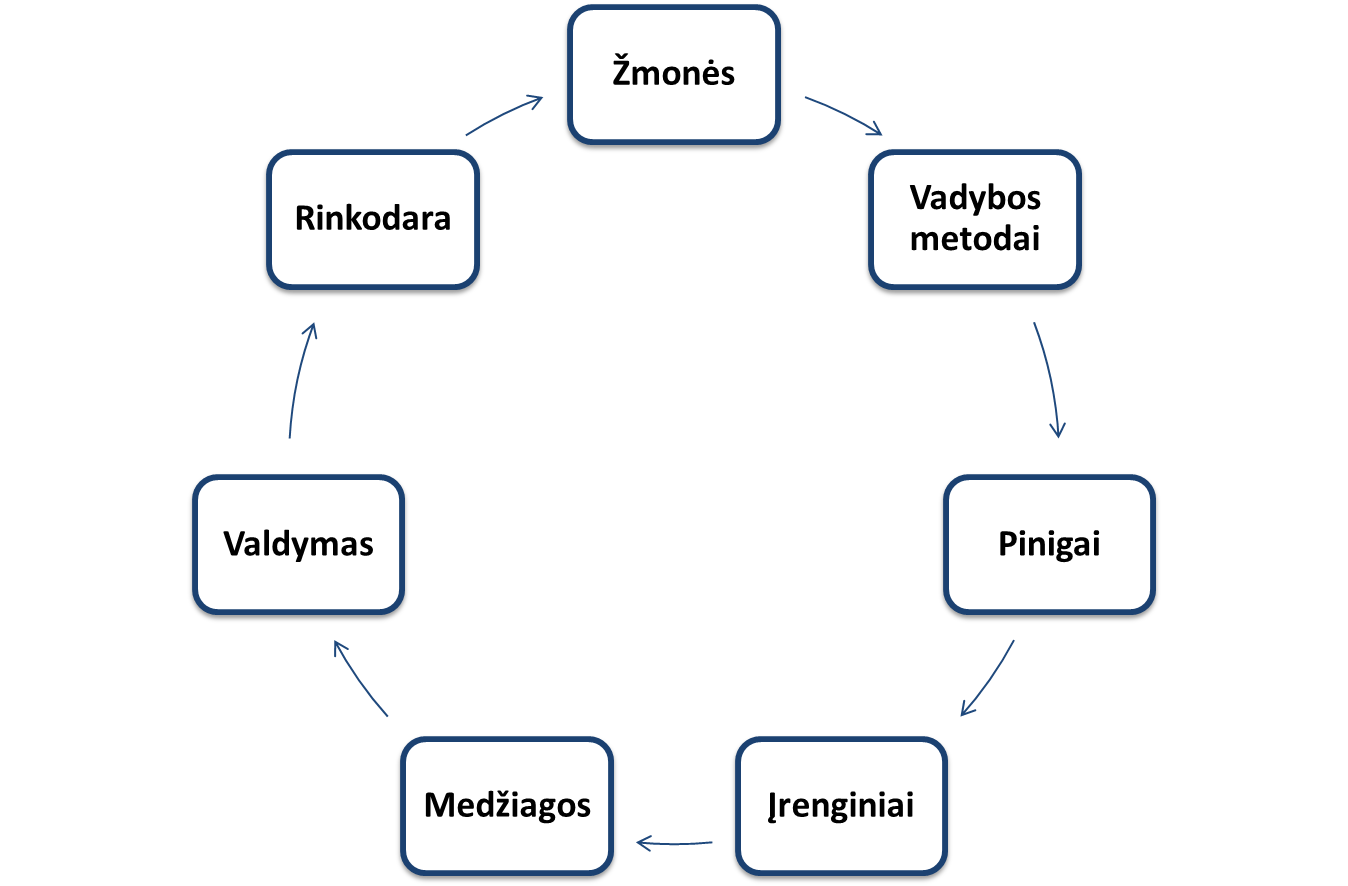 Žmonės
Vadybos
metodai
Pinigai
Įrenginiai
Medžiagos
Valdymas
Rinkodara